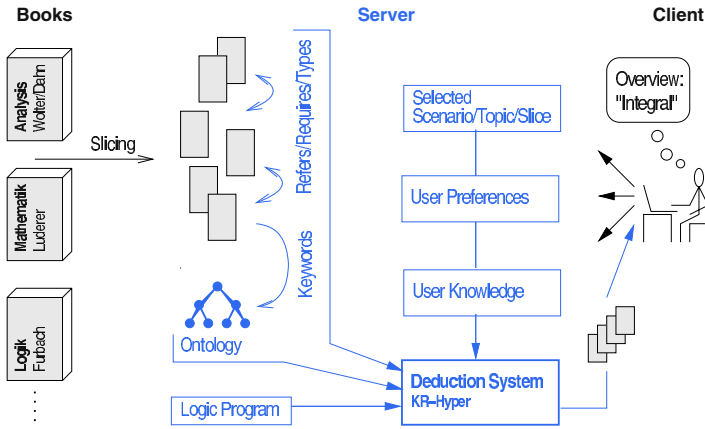 Books
Server
Client
Analysis
Wolter/Dahn
Mathematik
Luderer
Logik
Furbach
Slicing
Refers/Requires/Types
Keywords
Ontology
Logic Program
Selected
Scenario/Topic/Slice
User Preferences
User Knowledge
Deduction System
KR-Hyper
Overview:
"Integral"